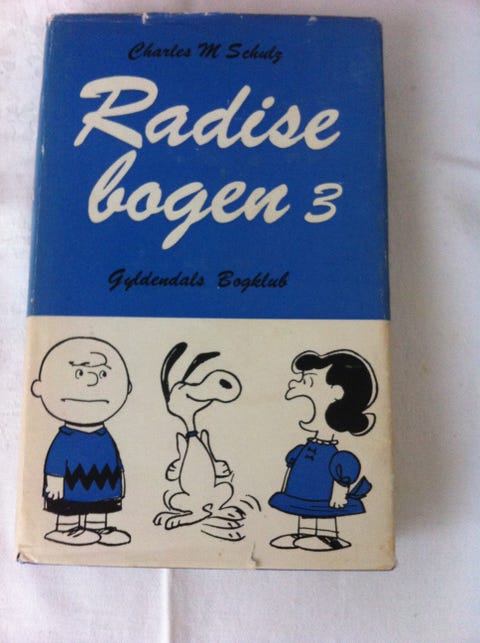 Charles M Schulz
Radise
bogen 3
Gyldendals Bogklub